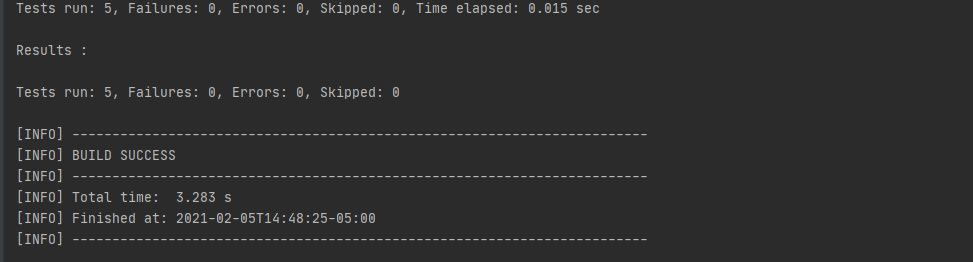 Tests run: 5, Failures: 0, Errors: 0, Skipped: 0, Time elapsed: 0.015 sec
Results :
Tests run: 5, Failures: 0, Errors: 0, Skipped: 0
[INFO] ------------------------------------------------------------------------
[INFO] BUILD SUCCESS
[INFO] ------------------------------------------------------------------------
[INFO] Total time:  3.283 s
[INFO] Finished at: 2021-02-05T14:48:25-05:00
[INFO] ------------------------------------------------------------------------